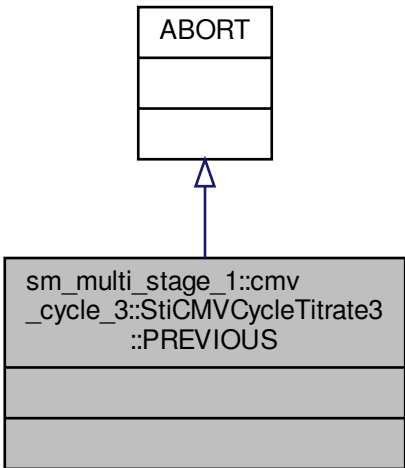 ABORT
sm_multi_stage_1::cmv
_cycle_3::StiCMVCycleTitrate3
::PREVIOUS